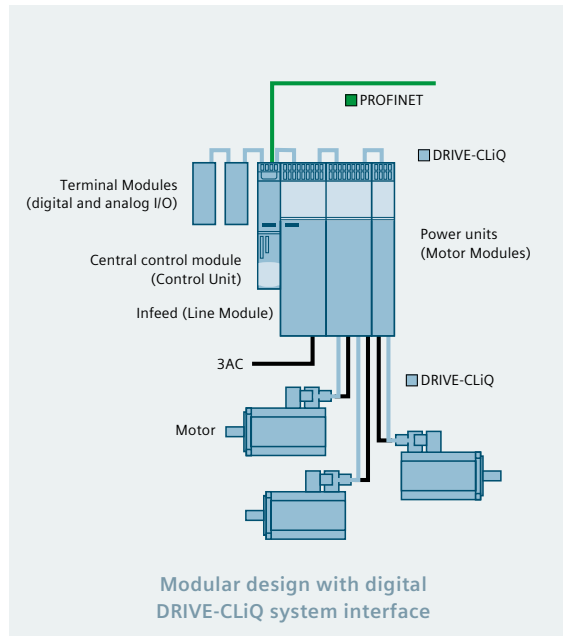 PROFINET
DRIVE-CLiQ
Terminal Modules
(digital and analog I/O)
Power units
(Motor Modules)
Central control module
(Control Unit)
Infeed (Line Module)
3AC
DRIVE-CLiQ
Motor
Modular design with digital
DRIVE-CLiQ system interface